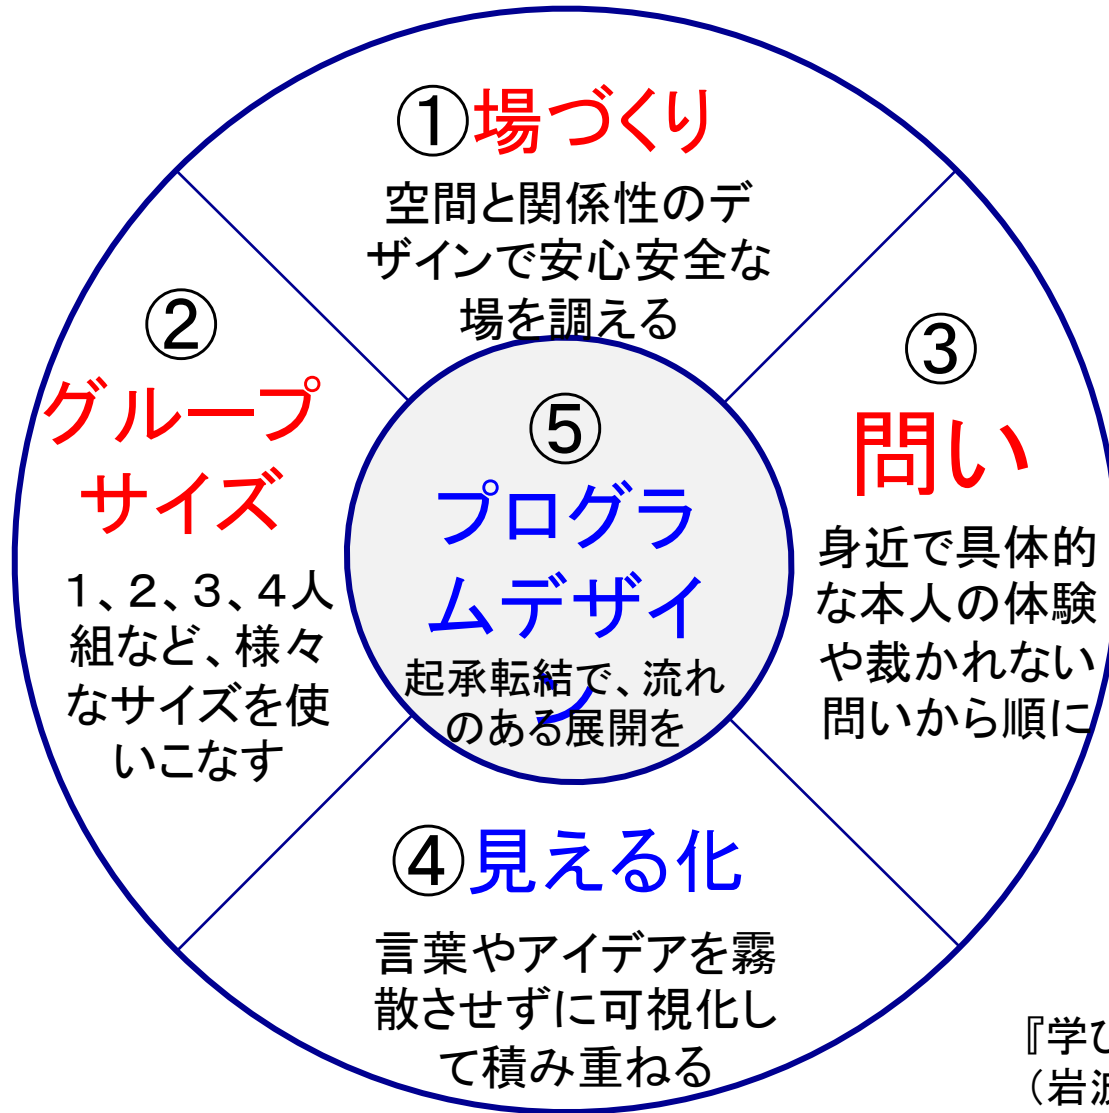 ①場づくり
空間と関係性のデ
ザインで安心安全な
場を調える
②
グループ
サイズ
１、２、３、４人
組など、様々
なサイズを使
いこなす
③
問い
身近で具体的
な本人の体験
や裁かれない
問いから順に
⑤
プログラ
ムデザイ
ン
起承転結で、流れ
のある展開を
④見える化
言葉やアイデアを霧
散させずに可視化し
て積み重ねる
『学び
（岩波